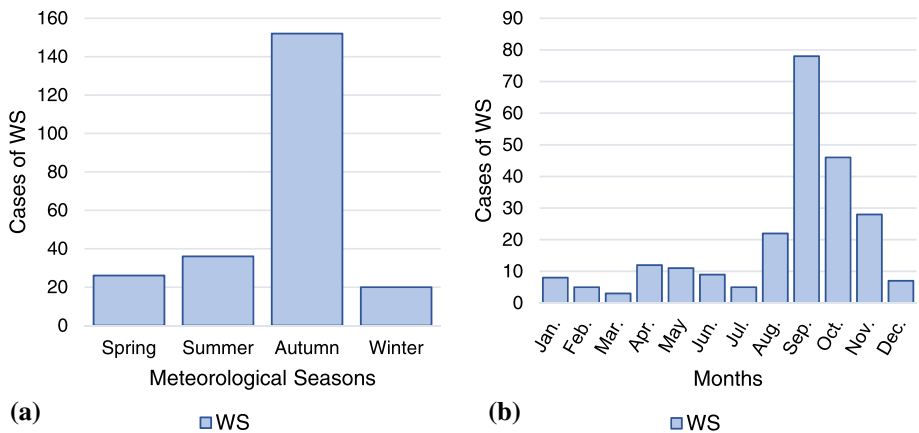 160
140
120
100
80
60
40
20
0
Cases of WS
Spring Summer Autumn Winter
Meteorological Seasons
(a)
WS
90
80
70
60
50
40
30
20
10
0
Cases of WS
Jan. Feb. Mar. Apr. May Jun. Jul. Aug. Sep. Oct. Nov. Dec.
Months
(b)
WS